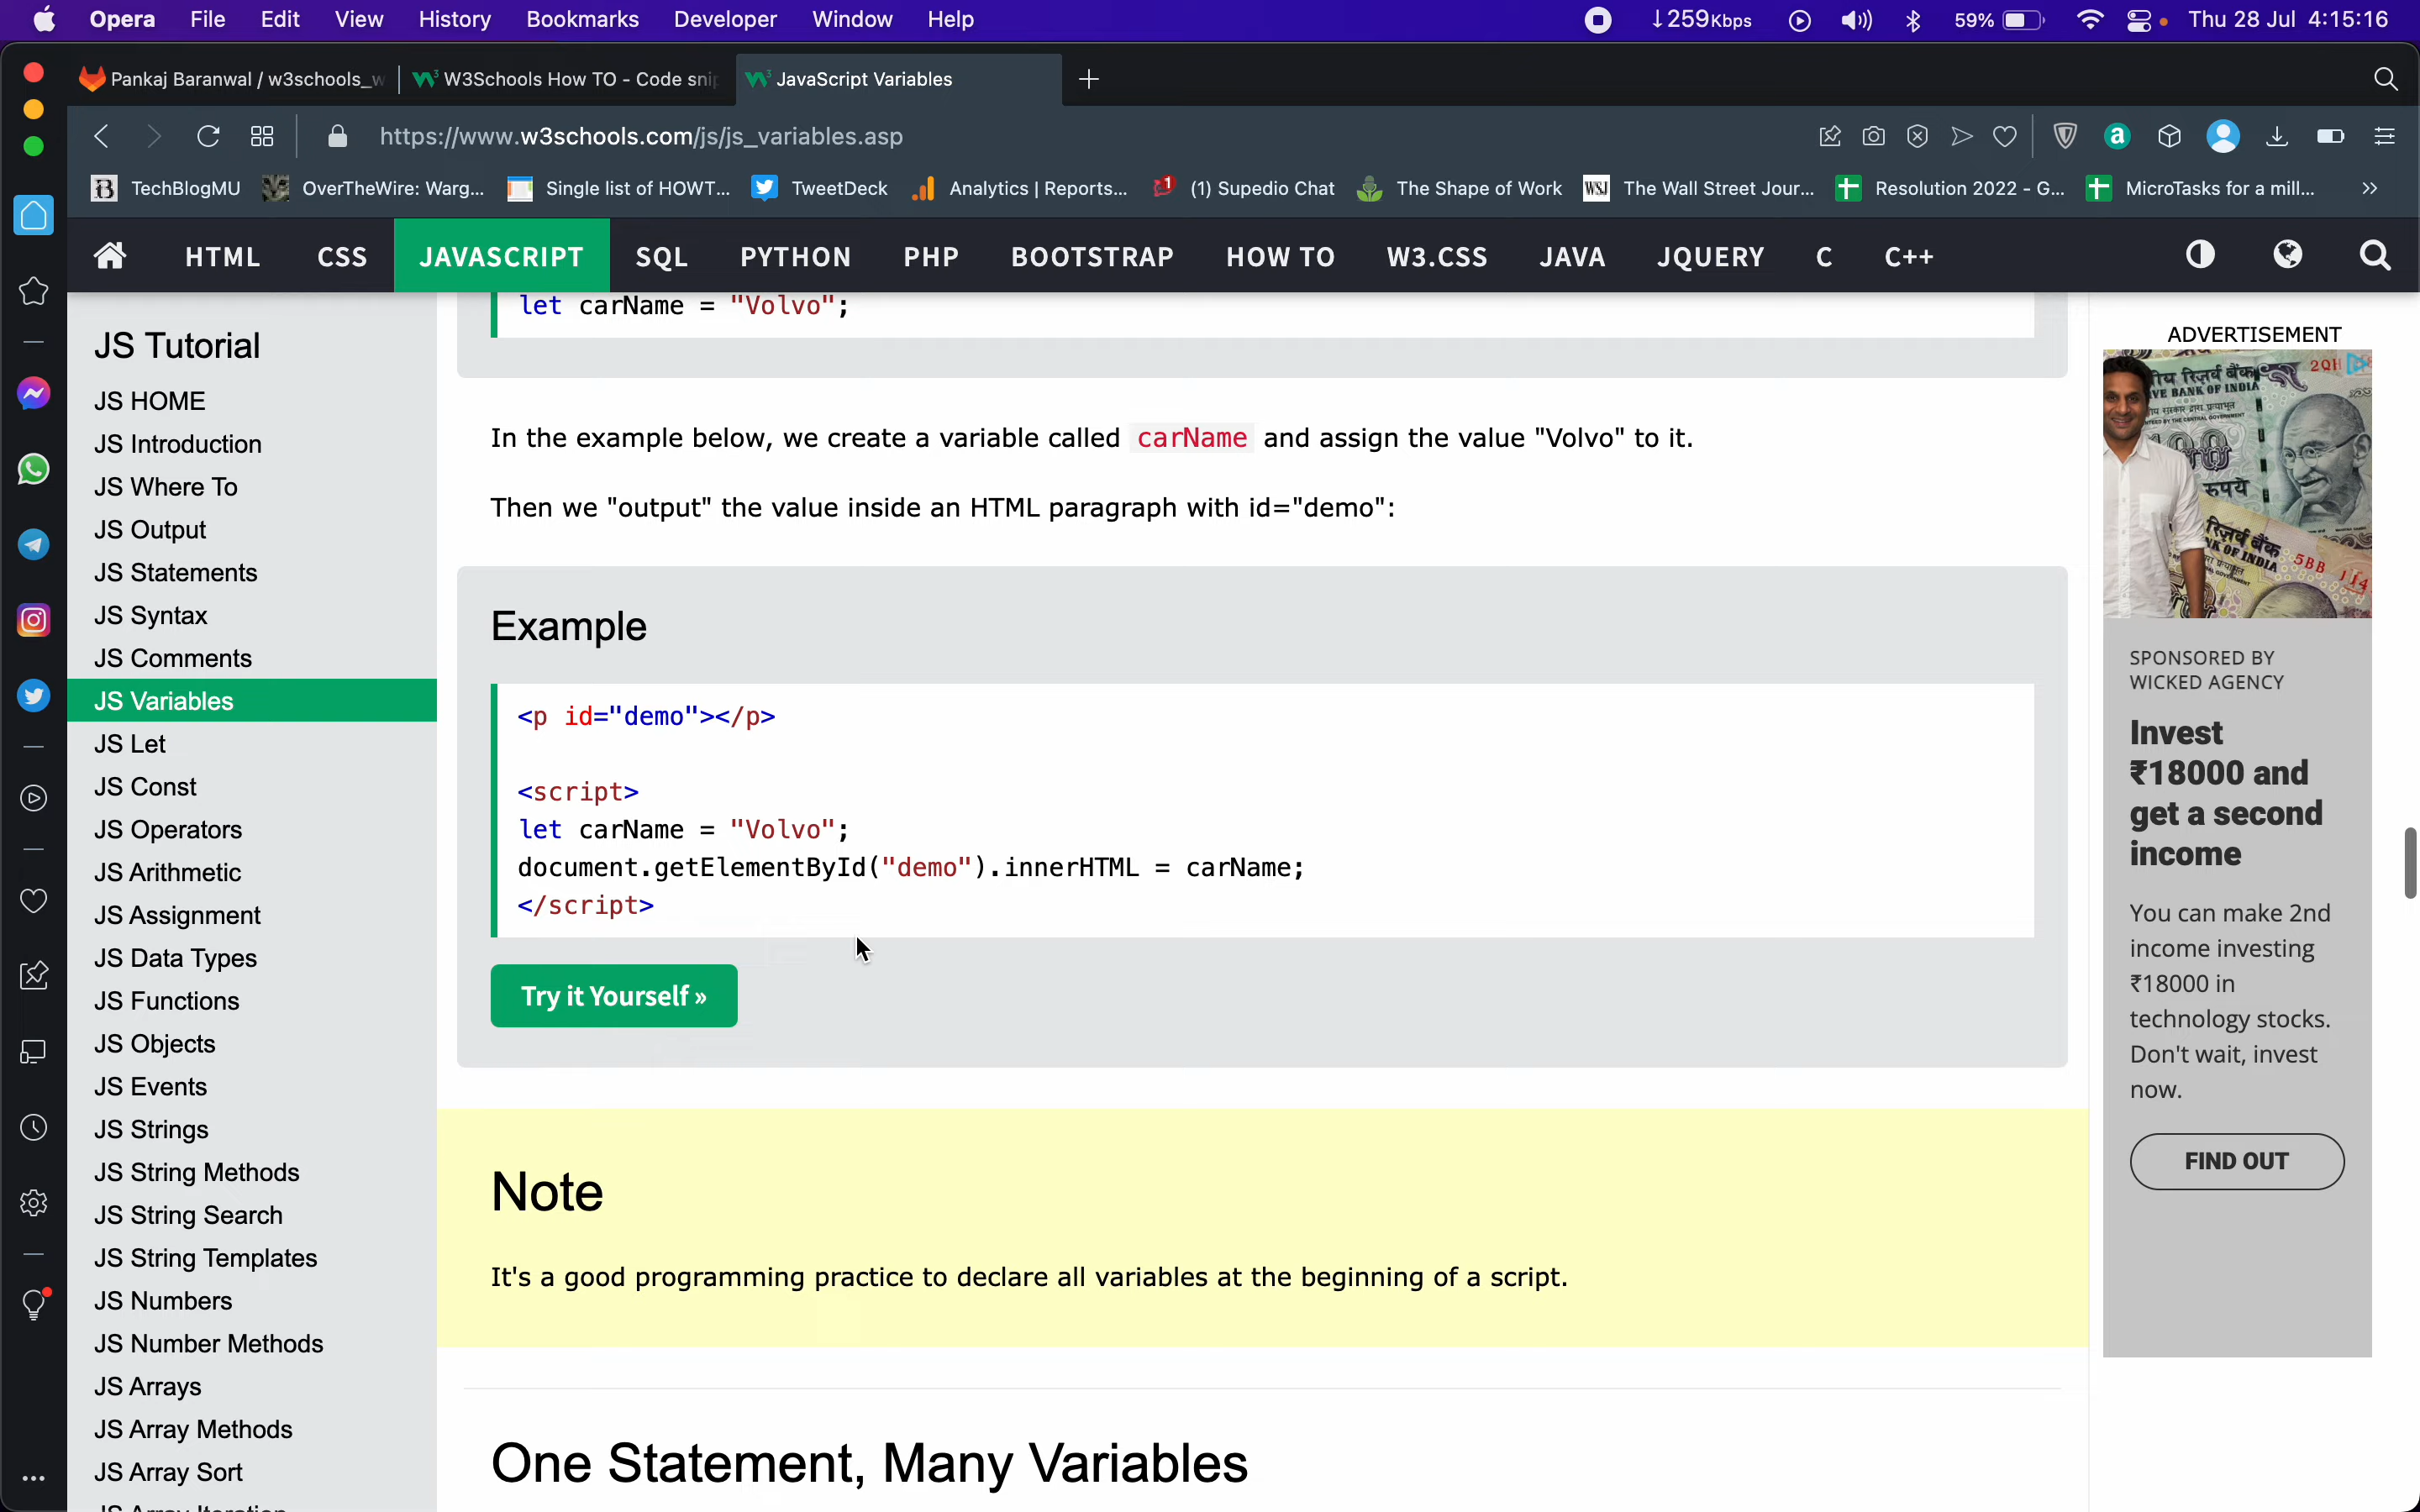 Opera File Edit View History Bookmarks Developer Window Help ↓259Kbps 59% Thu 28 Jul 4:15:16
Pankaj Baranwal / w3schools_w W3Schools How TO - Code snip JavaScript Variables
https://www.w3schools.com/js/js_variables.asp
TechBlogMU OverTheWire: Warg... Single list of HOWT... TweetDeck Analytics | Reports... (1) Supedio Chat The Shape of Work WSJ The Wall Street Jour... Resolution 2022 - G... MicroTasks for a mill... »
HTML CSS JAVASCRIPT SQL PYTHON PHP BOOTSTRAP HOW TO W3.CSS JAVA JQUERY C C++
JS Tutorial
JS HOME
JS Introduction
JS Where To
JS Output
JS Statements
JS Syntax
JS Comments
JS Variables
JS Let
JS Const
JS Operators
JS Arithmetic
JS Assignment
JS Data Types
JS Functions
JS Objects
JS Events
JS Strings
JS String Methods
JS String Search
JS String Templates
JS Numbers
JS Number Methods
JS Arrays
JS Array Methods
JS Array Sort
let carName = "Volvo";
In the example below, we create a variable called carName and assign the value "Volvo" to it.
Then we "output" the value inside an HTML paragraph with id="demo":
Example
<p id="demo"></p>
<script>
let carName = "Volvo";
document.getElementById("demo").innerHTML = carName;
</script>
Try it Yourself »
Note
It's a good programming practice to declare all variables at the beginning of a script.
One Statement, Many Variables
ADVERTISEMENT
SPONSORED BY
WICKED AGENCY
Invest
₹18000 and
get a second
income
You can make 2nd
income investing
₹18000 in
technology stocks.
Don't wait, invest
now.
FIND OUT